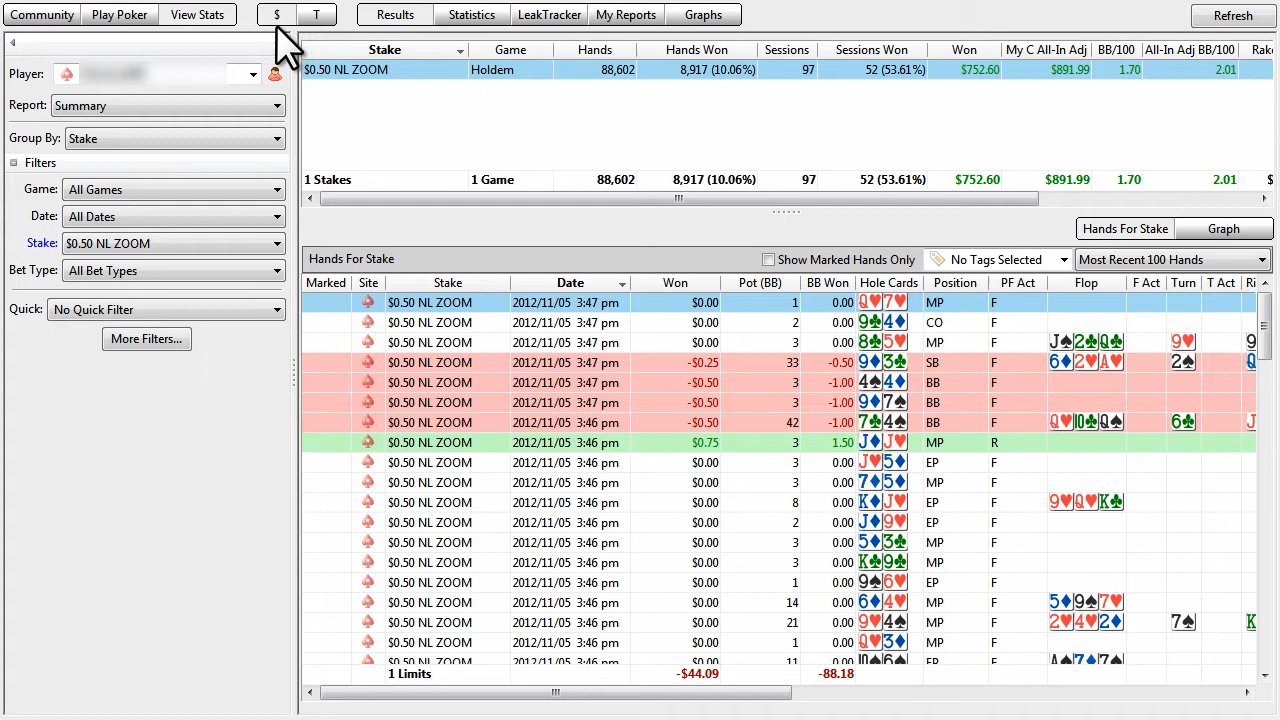 Community Play Poker View Stats $ T Results Statistics LeakTracker My Reports Graphs Refresh
Player:
Report: Summary
Group By: Stake
Filters
Game: All Games
Date: All Dates
Stake: $0.50 NL ZOOM
Bet Type: All Bet Types
Quick: No Quick Filter
More Filters...
Stake Game Hands Hands Won Sessions Sessions Won Won My C All-In Adj BB/100 All-In Adj BB/100 Rake
$0.50 NL ZOOM Holdem 88,602 8,917 (10.06%) 97 52 (53.61%) $752.60 $891.99 1.70 2.01
1 Stakes 1 Game 88,602 8,917 (10.06%) 97 52 (53.61%) $752.60 $891.99 1.70 2.01 $
Hands For Stake Graph
Hands For Stake Show Marked Hands Only No Tags Selected Most Recent 100 Hands
Marked Site Stake Date Won Pot (BB) BB Won Hole Cards Position PF Act Flop F Act Turn T Act Ri
$0.50 NL ZOOM 2012/11/05 3:47 pm $0.00 1 0.00 Q♥7♥ MP F
$0.50 NL ZOOM 2012/11/05 3:47 pm $0.00 2 0.00 9♣4♦ CO F
$0.50 NL ZOOM 2012/11/05 3:47 pm $0.00 3 0.00 8♣5♥ MP F J♠2♣Q♣ 9♥ 9
$0.50 NL ZOOM 2012/11/05 3:47 pm -$0.25 33 -0.50 9♦3♣ SB F 6♦2♥A♥ 2♠ Q
$0.50 NL ZOOM 2012/11/05 3:47 pm -$0.50 3 -1.00 4♠4♦ BB F
$0.50 NL ZOOM 2012/11/05 3:47 pm -$0.50 3 -1.00 9♦7♠ BB F
$0.50 NL ZOOM 2012/11/05 3:46 pm -$0.50 42 -1.00 7♣4♠ BB F Q♥10♣Q♠ 6♣ J
$0.50 NL ZOOM 2012/11/05 3:46 pm $0.75 3 1.50 J♦J♥ MP R
$0.50 NL ZOOM 2012/11/05 3:46 pm $0.00 3 0.00 J♥5♦ EP F
$0.50 NL ZOOM 2012/11/05 3:46 pm $0.00 3 0.00 7♦5♦ MP F
$0.50 NL ZOOM 2012/11/05 3:46 pm $0.00 8 0.00 K♦J♥ EP F 9♥Q♥K♣
$0.50 NL ZOOM 2012/11/05 3:46 pm $0.00 2 0.00 J♦9♥ EP F
$0.50 NL ZOOM 2012/11/05 3:46 pm $0.00 3 0.00 5♦3♣ MP F
$0.50 NL ZOOM 2012/11/05 3:46 pm $0.00 3 0.00 K♣9♣ MP F
$0.50 NL ZOOM 2012/11/05 3:46 pm $0.00 1 0.00 9♠6♥ EP F
$0.50 NL ZOOM 2012/11/05 3:46 pm $0.00 14 0.00 6♦4♥ MP F 5♦9♠7♥
$0.50 NL ZOOM 2012/11/05 3:46 pm $0.00 21 0.00 9♥4♠ MP F 2♥4♥2♦ 7♠ K
$0.50 NL ZOOM 2012/11/05 3:46 pm $0.00 1 0.00 Q♥3♦ MP F
$0.50 NL ZOOM 2012/11/05 3:46 pm $0.00 11 0.00 10♠6♠ EP F A♠7♦7♠
1 Limits -$44.09 -88.18